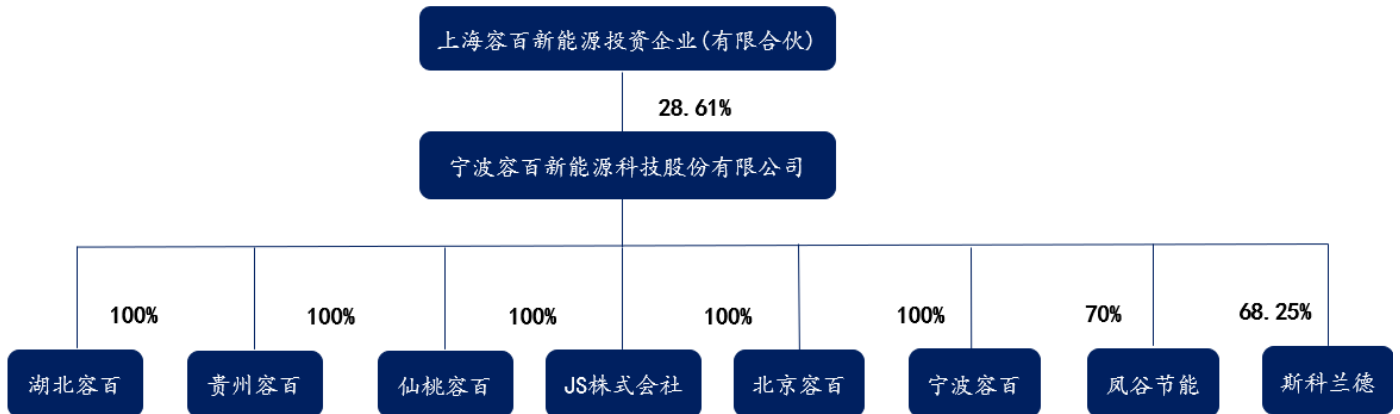 上海容百新能源投资企业(有限合伙)
28.61%
宁波容百新能源科技股份有限公司
100%
100%
100%
100%
100%
70%
68.25%
湖北容百
贵州容百
仙桃容百
JS株式会社
北京容百
宁波容百
凤谷节能
斯科兰德